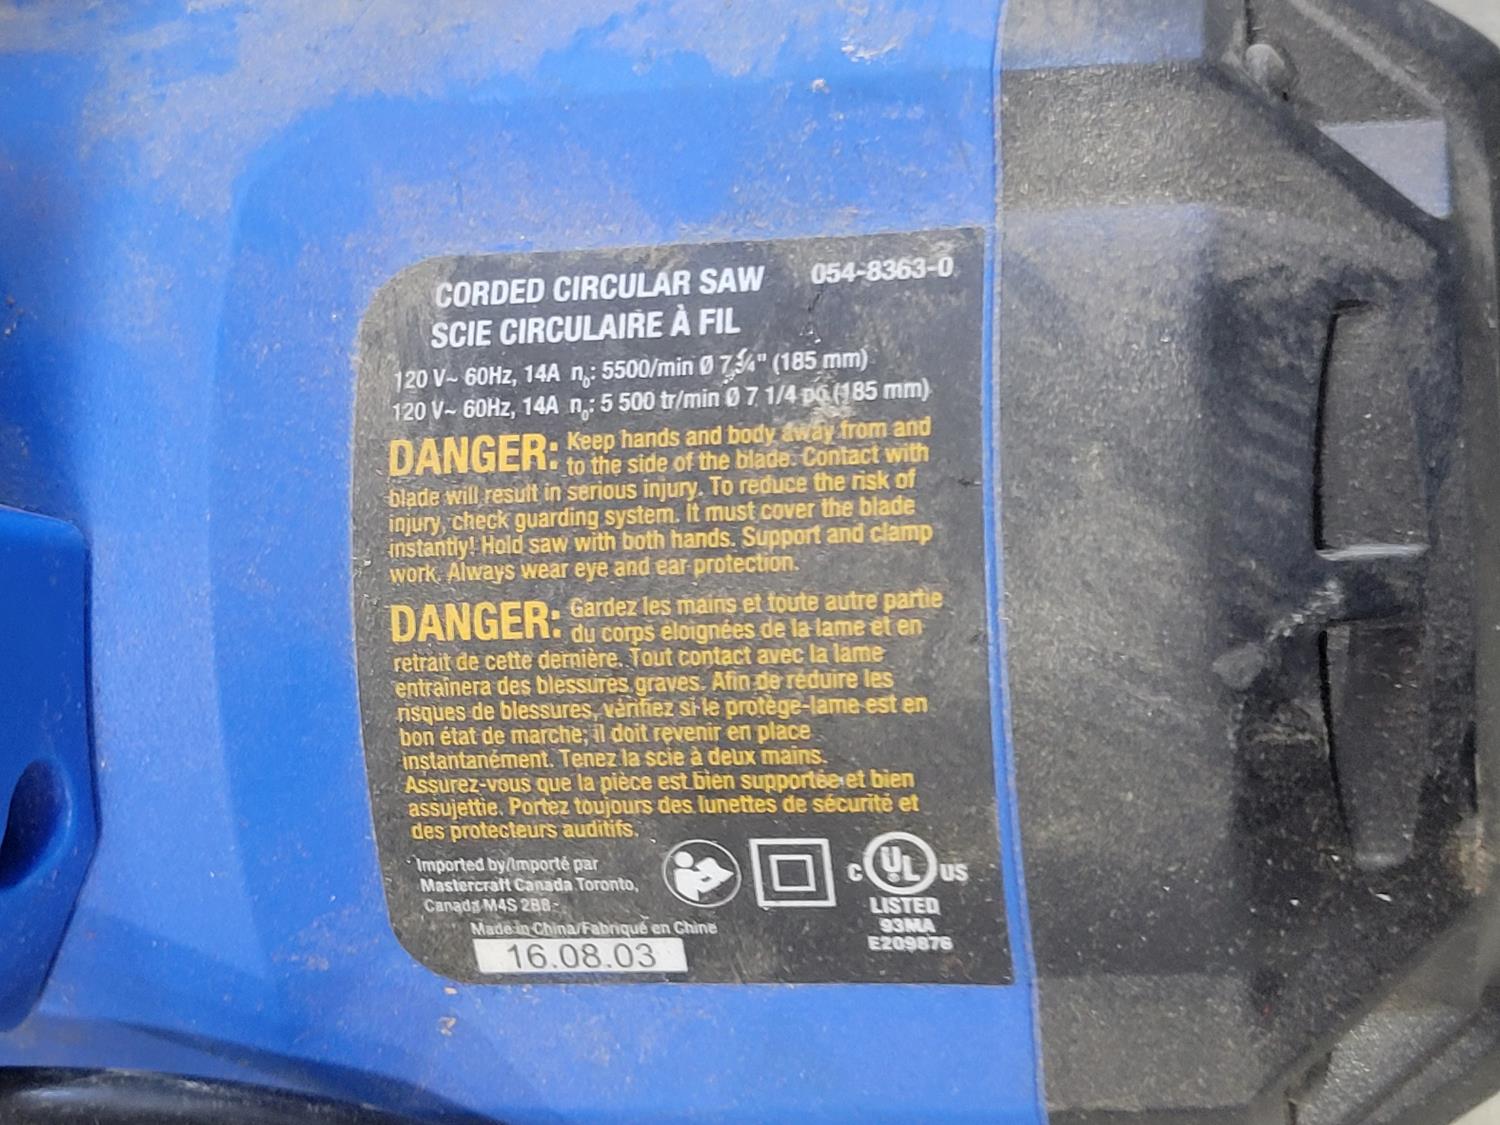 CORDED CIRCULAR SAW 054-8363-0
SCIE CIRCULAIRE À FIL
120 V~ 60Hz, 14A n₀: 5500/min Ø 7 ¼" (185 mm)
120 V~ 60Hz, 14A n₀: 5 500 tr/min Ø 7 1/4 po (185 mm)
DANGER: Keep hands and body away from and
to the side of the blade. Contact with
blade will result in serious injury. To reduce the risk of
injury, check guarding system. It must cover the blade
instantly! Hold saw with both hands. Support and clamp
work. Always wear eye and ear protection.
DANGER: Gardez les mains et toute autre partie
du corps eloignées de la lame et en
retrait de cette dernière. Tout contact avec la lame
entraînera des blessures graves. Afin de réduire les
risques de blessures, vérifiez si le protège-lame est en
bon état de marche; il doit revenir en place
instantanément. Tenez la scie à deux mains.
Assurez-vous que la pièce est bien supportée et bien
assujettie. Portez toujours des lunettes de sécurité et
des protecteurs auditifs.
Imported by/Importé par
Mastercraft Canada Toronto,
Canada M4S 2B8
Made in China/Fabriqué en Chine
16.08.03
C UL US
LISTED
93MA
E209876